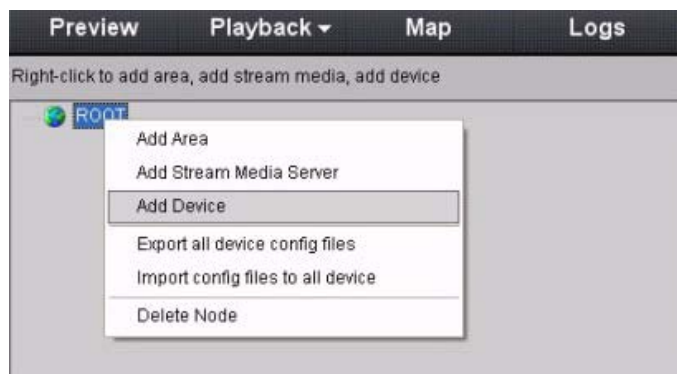 Preview Playback Map Logs
Right-click to add area, add stream media, add device
ROOT
Add Area
Add Stream Media Server
Add Device
Export all device config files
Import config files to all device
Delete Node